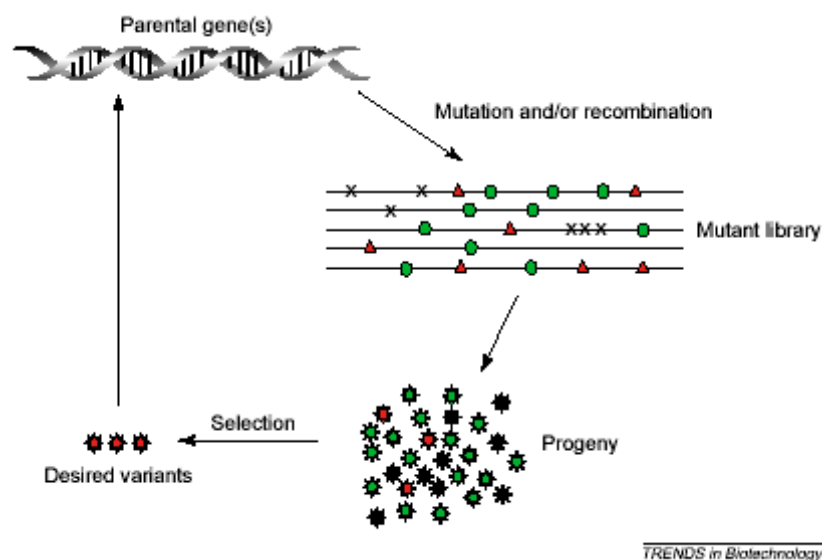 Parental gene(s)
Mutation and/or recombination
Mutant library
Progeny
Selection
Desired variants
TRENDS in Biotechnology